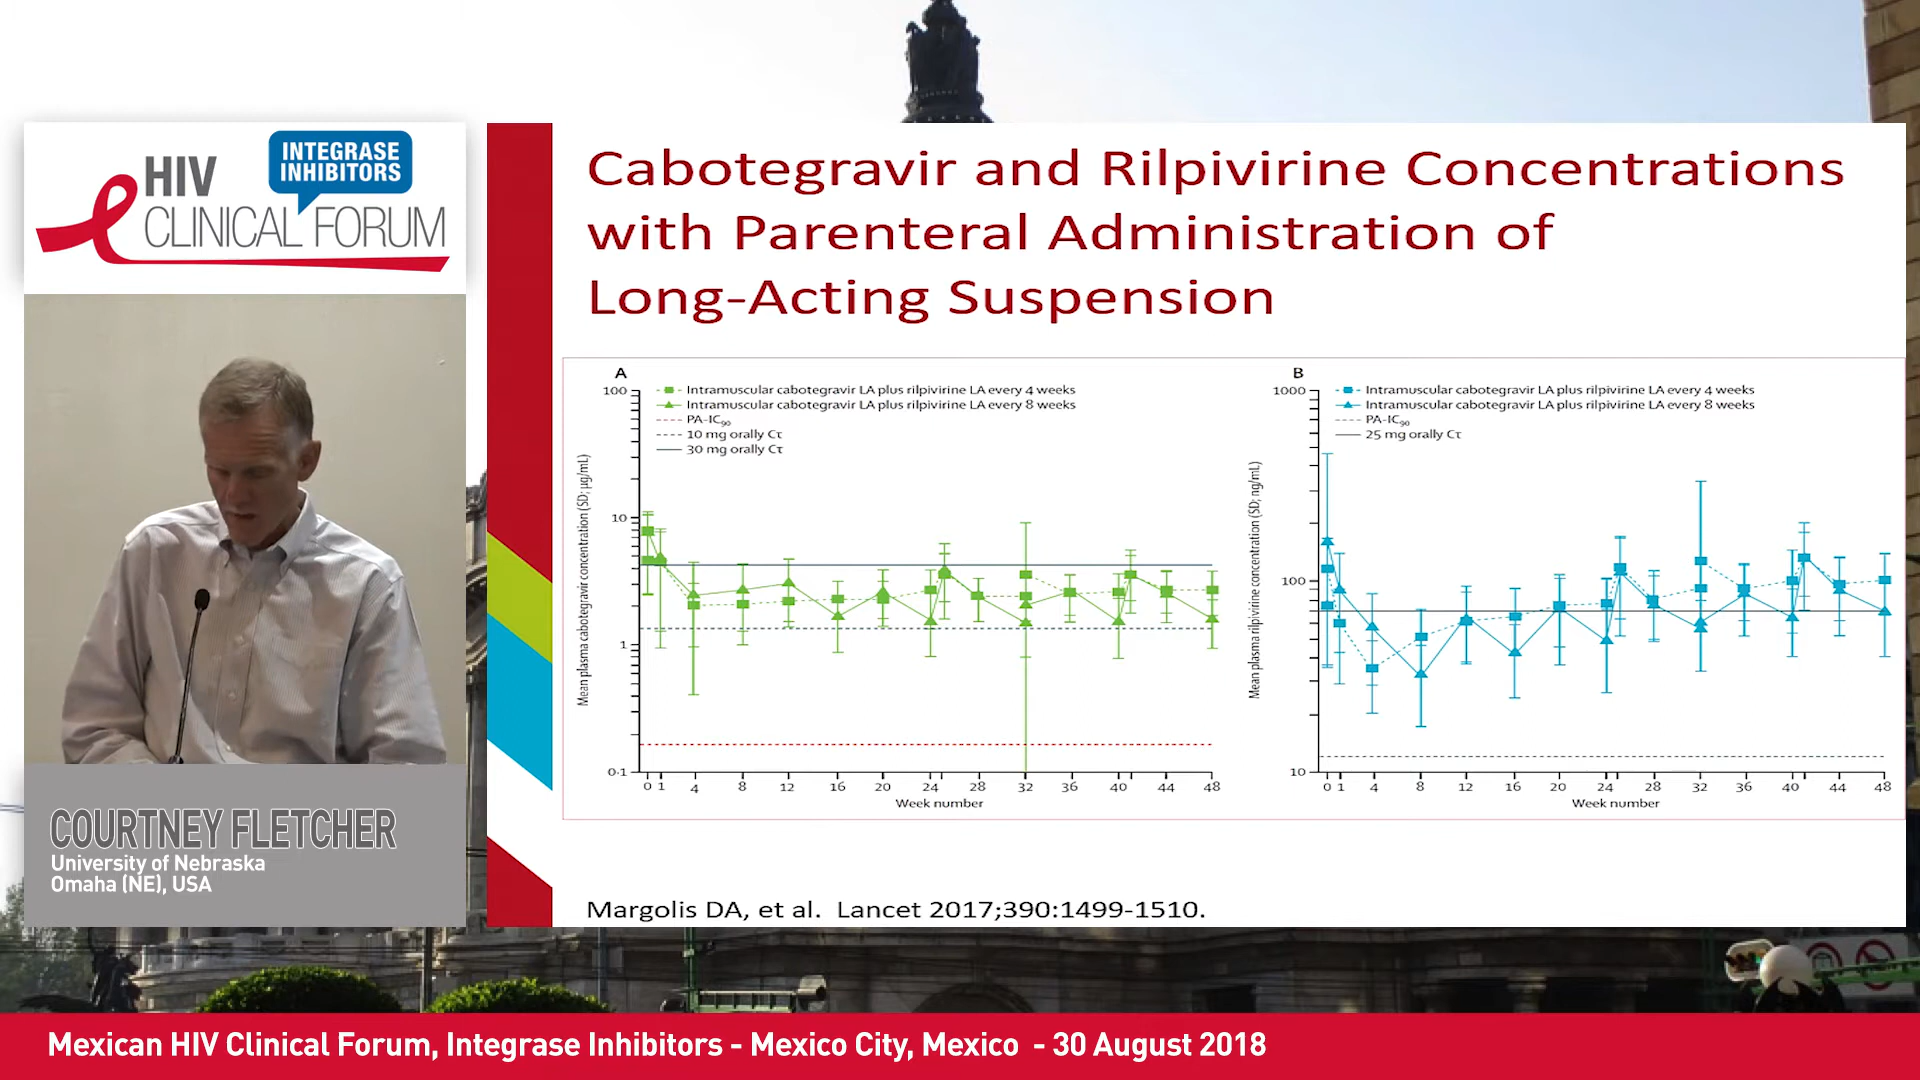 HIV
INTEGRASE
INHIBITORS
CLINICAL FORUM
COURTNEY FLETCHER
University of Nebraska
Omaha (NE), USA
Cabotegravir and Rilpivirine Concentrations
with Parenteral Administration of
Long-Acting Suspension
A
Intramuscular cabotegravir LA plus rilpivirine LA every 4 weeks
Intramuscular cabotegravir LA plus rilpivirine LA every 8 weeks
PA-IC90
10 mg orally Cτ
30 mg orally Cτ
Mean plasma cabotegravir concentration (SD; μg/mL)
100
10
1
0·1
0 1 4 8 12 16 20 24 28 32 36 40 44 48
Week number
B
Intramuscular cabotegravir LA plus rilpivirine LA every 4 weeks
Intramuscular cabotegravir LA plus rilpivirine LA every 8 weeks
PA-IC90
25 mg orally Cτ
Mean plasma rilpivirine concentration (SD; ng/mL)
1000
100
10
0 1 4 8 12 16 20 24 28 32 36 40 44 48
Week number
Margolis DA, et al. Lancet 2017;390:1499-1510.
Mexican HIV Clinical Forum, Integrase Inhibitors - Mexico City, Mexico - 30 August 2018